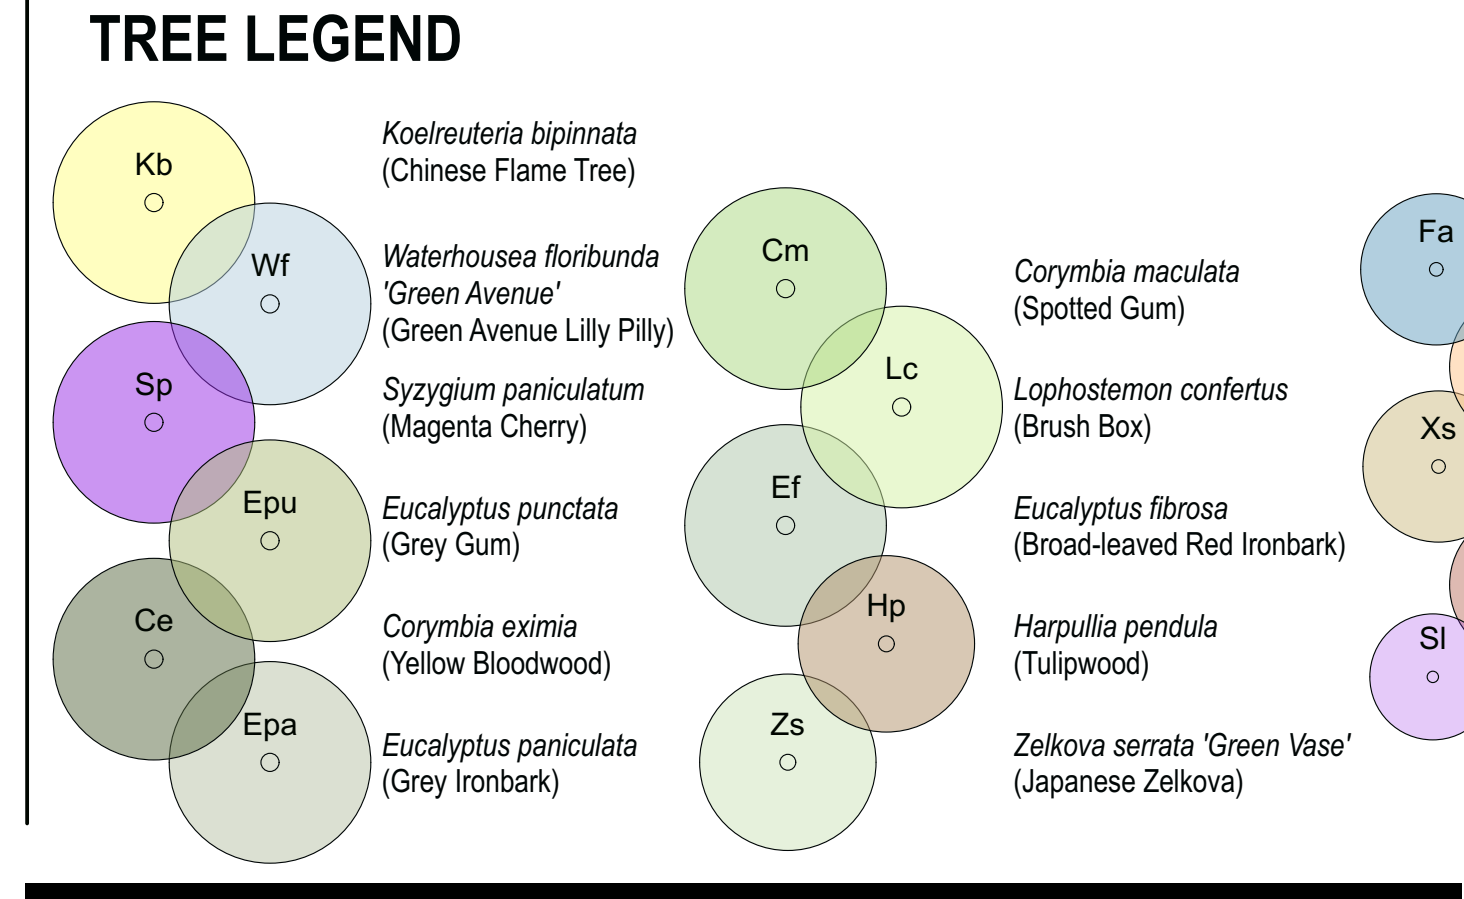 TREE LEGEND
Kb
Koelreuteria bipinnata
(Chinese Flame Tree)
Wf
Waterhousea floribunda
'Green Avenue'
(Green Avenue Lilly Pilly)
Sp
Syzygium paniculatum
(Magenta Cherry)
Epu
Eucalyptus punctata
(Grey Gum)
Ce
Corymbia eximia
(Yellow Bloodwood)
Epa
Eucalyptus paniculata
(Grey Ironbark)
Cm
Corymbia maculata
(Spotted Gum)
Lc
Lophostemon confertus
(Brush Box)
Ef
Eucalyptus fibrosa
(Broad-leaved Red Ironbark)
Hp
Harpullia pendula
(Tulipwood)
Zs
Zelkova serrata 'Green Vase'
(Japanese Zelkova)
Fa
Xs
Sl